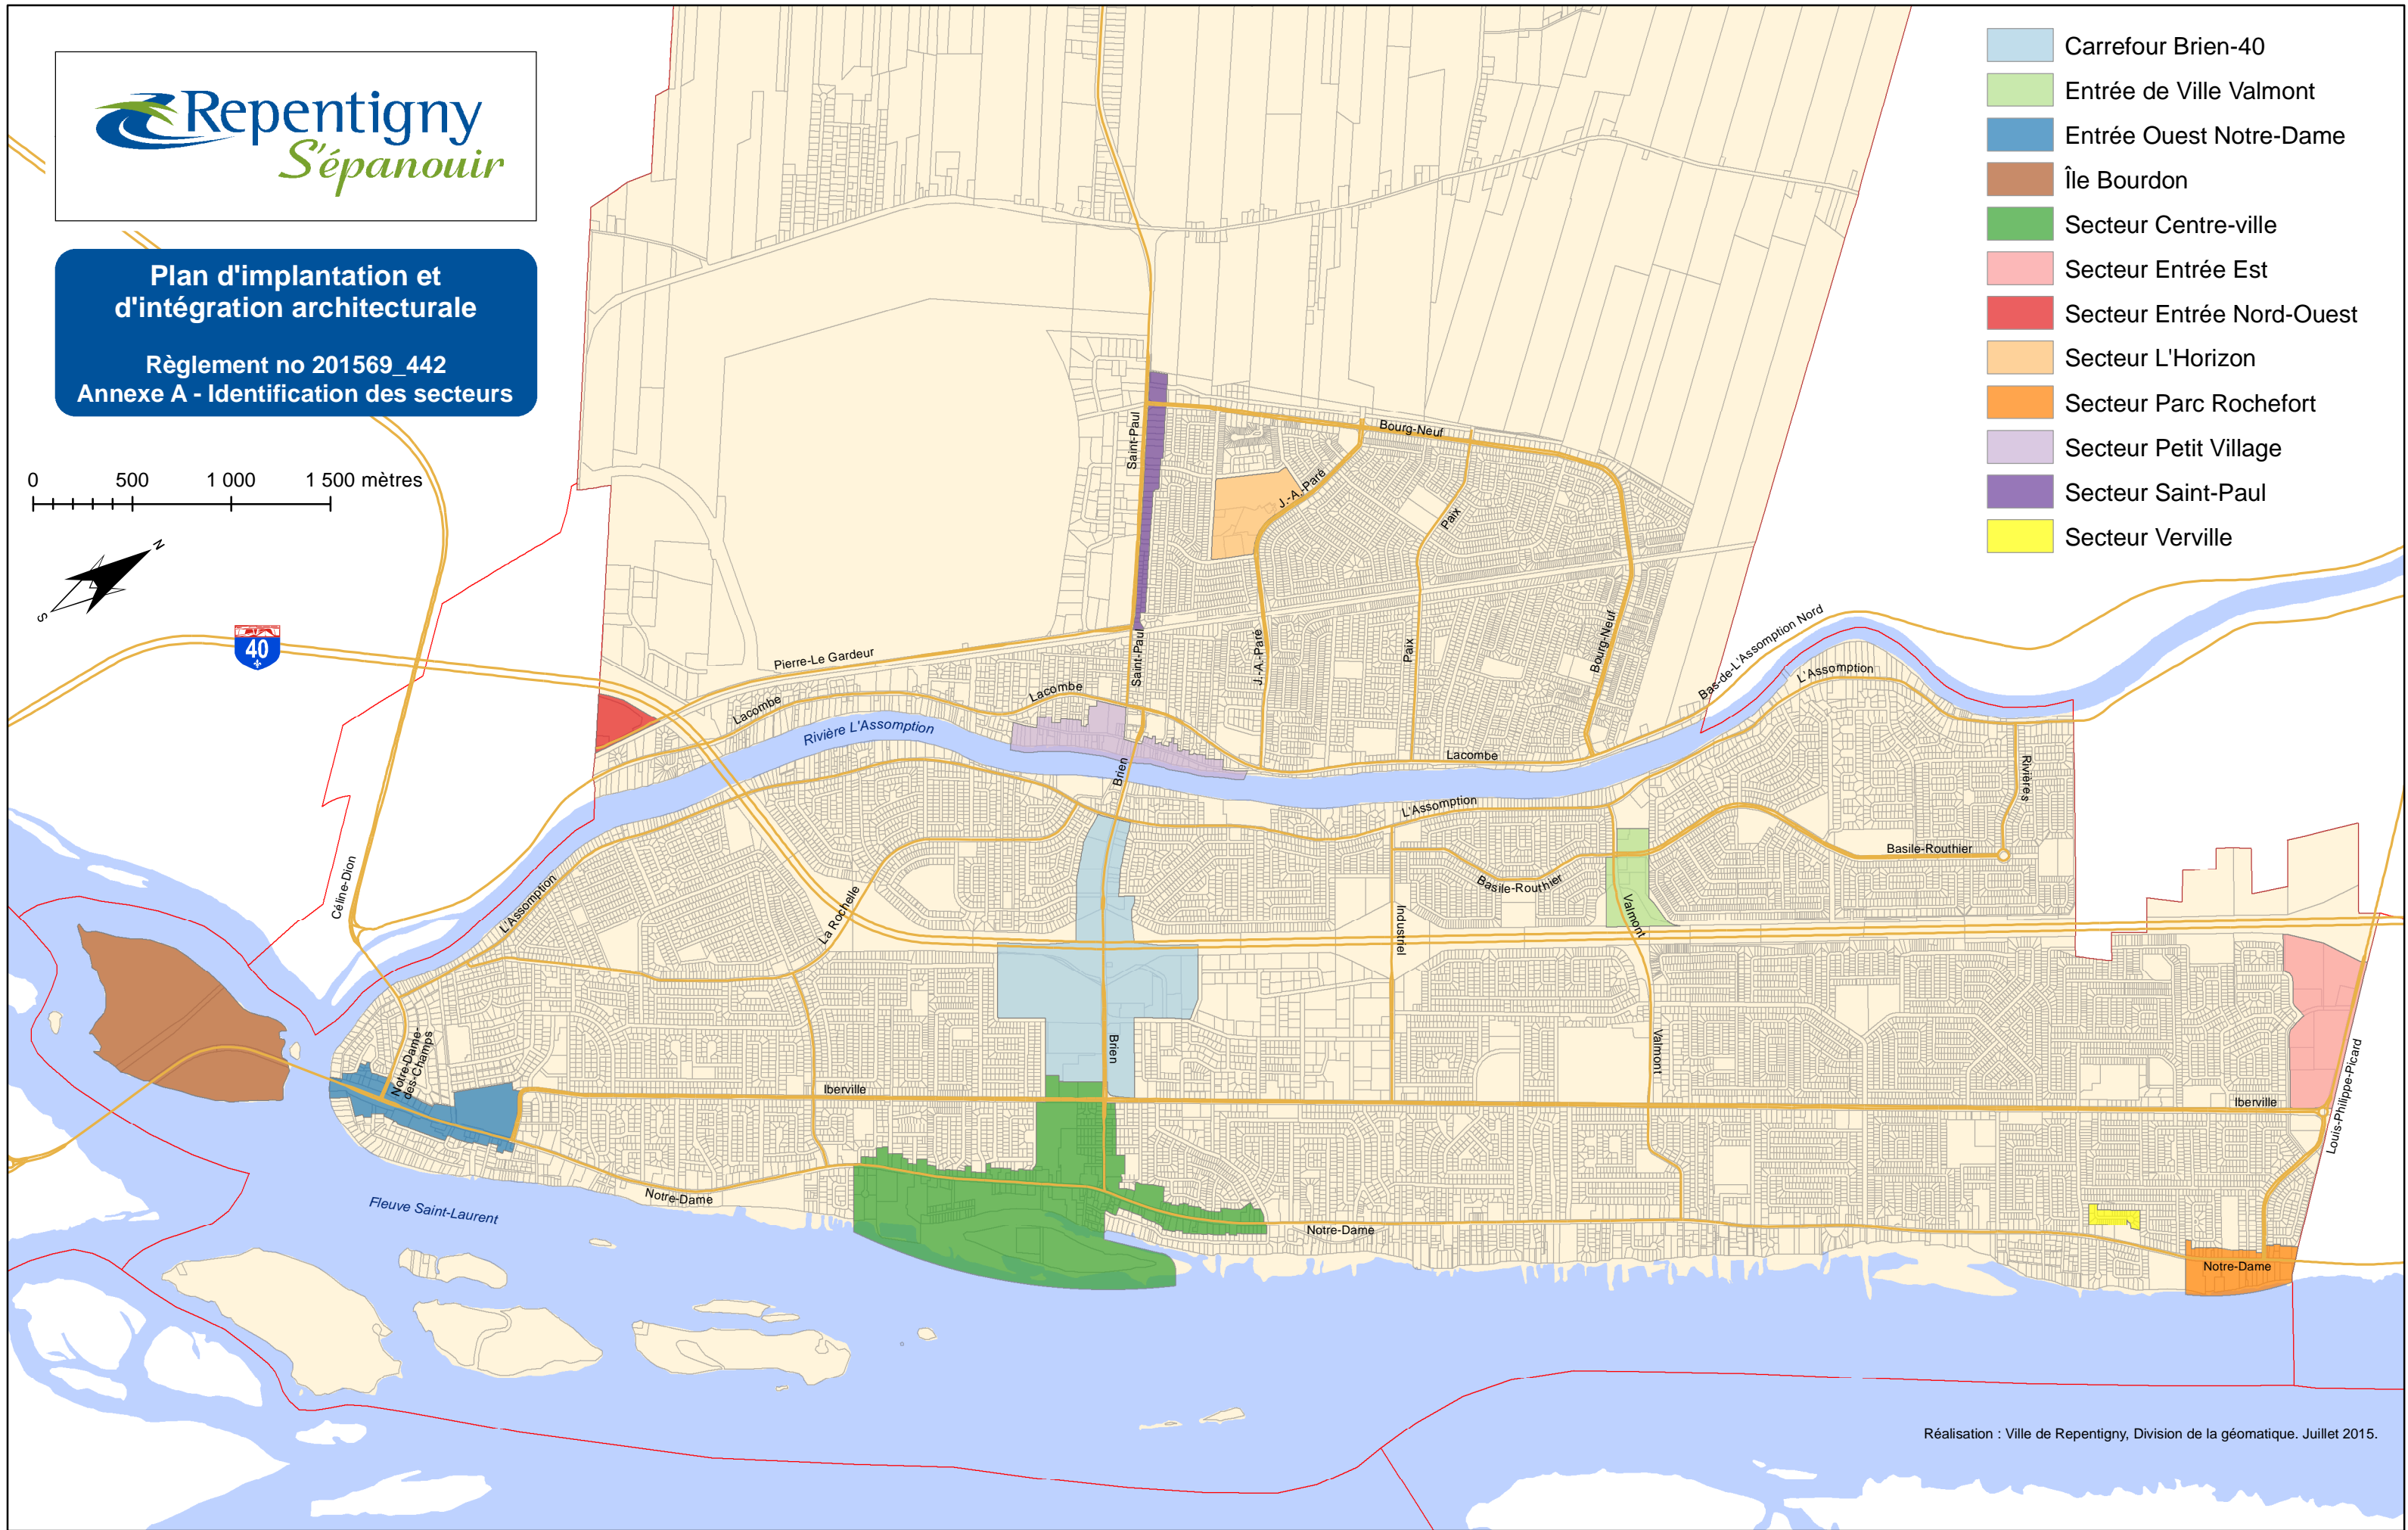 Repentigny
S'épanouir
Plan d'implantation et
d'intégration architecturale
Règlement no 201569_442
Annexe A - Identification des secteurs
0 500 1 000 1 500 mètres
N
S
40
Carrefour Brien-40
Entrée de Ville Valmont
Entrée Ouest Notre-Dame
Île Bourdon
Secteur Centre-ville
Secteur Entrée Est
Secteur Entrée Nord-Ouest
Secteur L'Horizon
Secteur Parc Rochefort
Secteur Petit Village
Secteur Saint-Paul
Secteur Verville
Saint-Paul
Bourg-Neuf
J.-A.-Paré
Paix
Saint-Paul
J.-A.-Paré
Paix
Bourg-Neuf
Pierre-Le Gardeur
Lacombe
Lacombe
Rivière L'Assomption
Brien
Lacombe
Bas-de-L'Assomption Nord
L'Assomption
Rivières
L'Assomption
Basile-Routhier
Basile-Routhier
Céline-Dion
L'Assomption
La Rochelle
Industriel
Valmont
Notre-Dame-
des-Champs
Brien
Valmont
Iberville
Iberville
Louis-Philippe-Picard
Notre-Dame
Fleuve Saint-Laurent
Notre-Dame
Notre-Dame
Réalisation : Ville de Repentigny, Division de la géomatique. Juillet 2015.